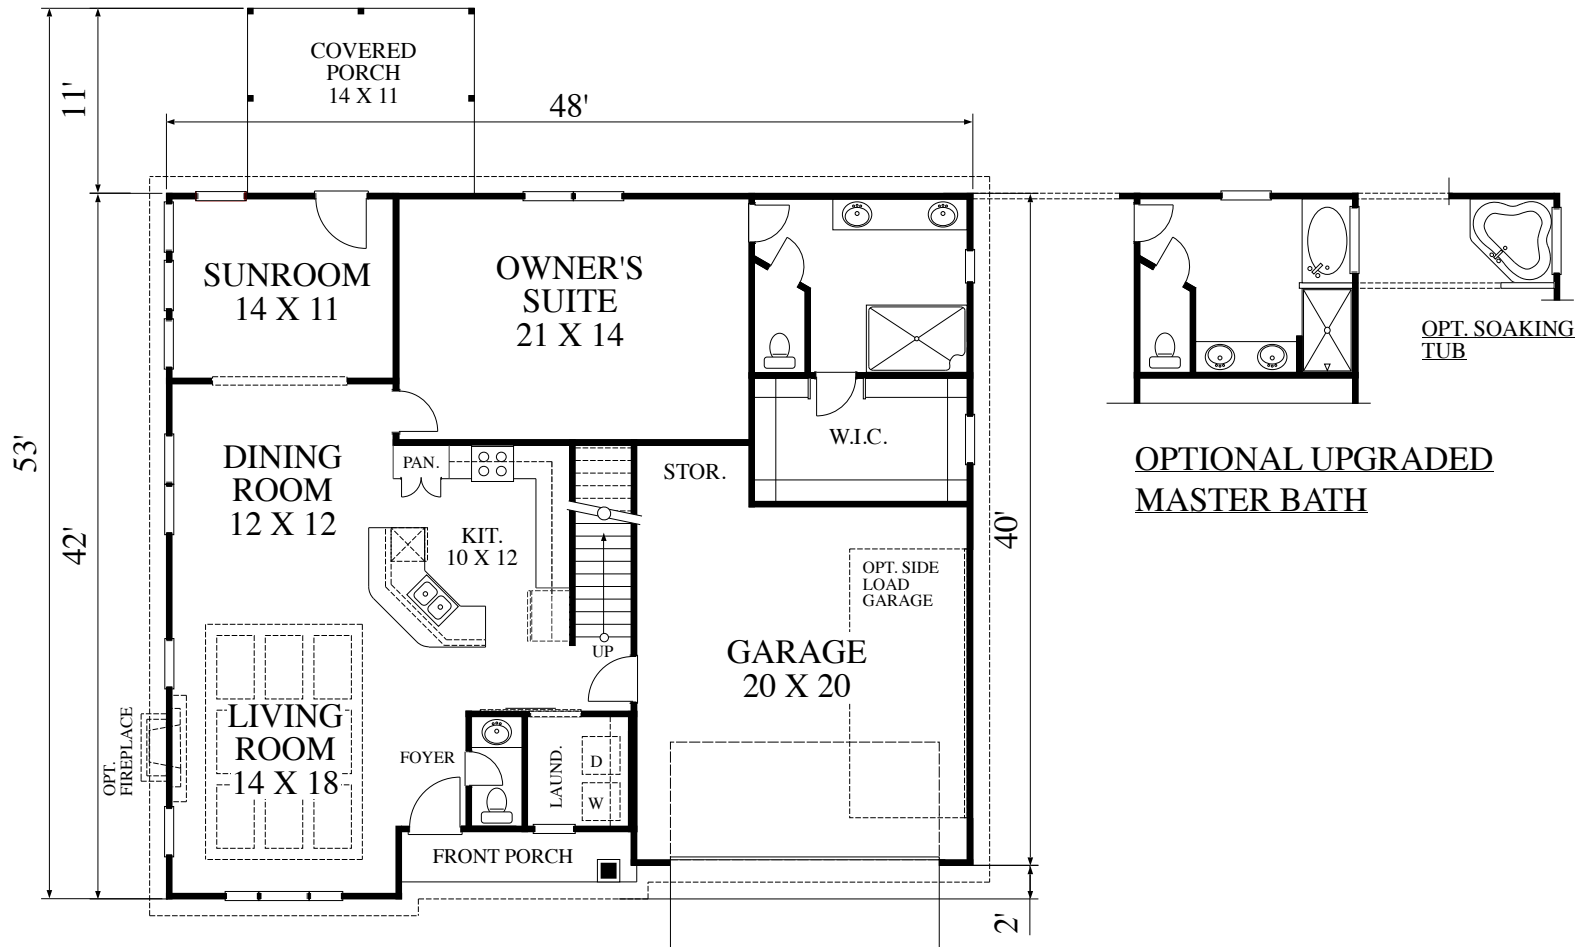 COVERED
PORCH
14 X 11
11'
48'
SUNROOM
14 X 11
OWNER'S
SUITE
21 X 14
OPT. SOAKING
TUB
53'
42'
DINING
ROOM
12 X 12
PAN.
STOR.
W.I.C.
OPTIONAL UPGRADED
MASTER BATH
KIT.
10 X 12
40'
OPT. SIDE
LOAD
GARAGE
UP
GARAGE
20 X 20
OPT.
FIREPLACE
LIVING
ROOM
14 X 18
FOYER
LAUND.
D
W
FRONT PORCH
2'